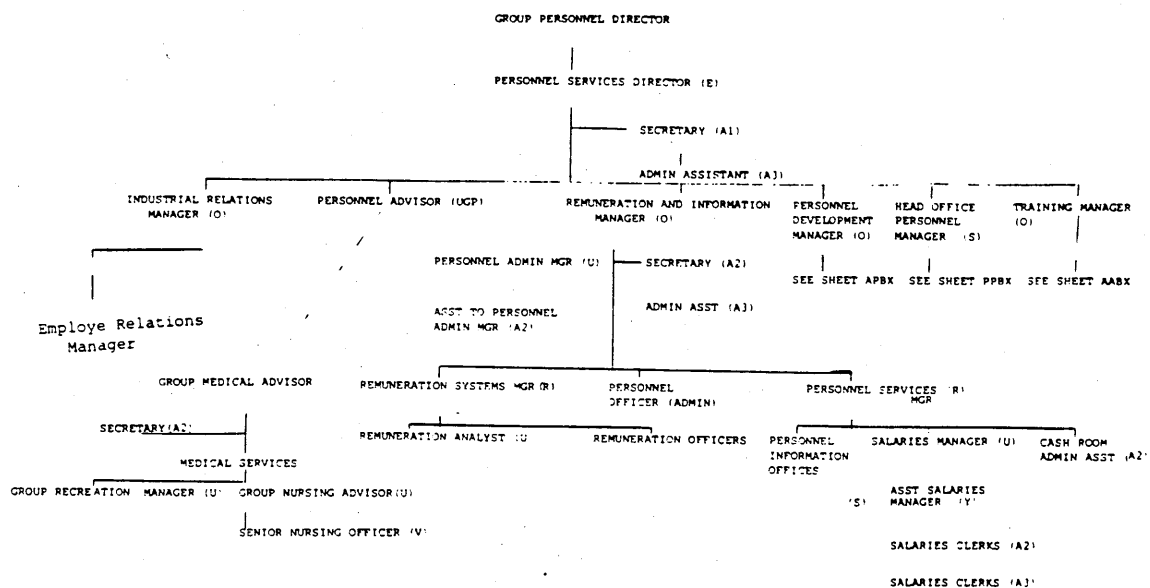 GROUP PERSONNEL DIRECTOR
PERSONNEL SERVICES DIRECTOR (E)
SECRETARY (A1)
ADMIN ASSISTANT (A3)
INDUSTRIAL RELATIONS
MANAGER (O)
PERSONNEL ADVISOR (UGP)
REMUNERATION AND INFORMATION
MANAGER (O)
PERSONNEL
DEVELOPMENT
MANAGER (O)
HEAD OFFICE
PERSONNEL
MANAGER (S)
TRAINING MANAGER
(O)
PERSONNEL ADMIN MGR (U)
SECRETARY (A2)
SEE SHEET APBX
SEE SHEET PPBX
SEE SHEET AABX
ASST TO PERSONNEL
ADMIN MGR (A2)
ADMIN ASST (A3)
Employe Relations
Manager
GROUP MEDICAL ADVISOR
REMUNERATION SYSTEMS MGR (R)
PERSONNEL
OFFICER (ADMIN)
PERSONNEL SERVICES (R)
MGR
SECRETARY (A2)
REMUNERATION ANALYST (U
REMUNERATION OFFICERS
PERSONNEL
INFORMATION
OFFICES
(S)
SALARIES MANAGER (U)
CASH ROOM
ADMIN ASST (A2)
MEDICAL SERVICES
GROUP RECREATION MANAGER (U)
GROUP NURSING ADVISOR (U)
ASST SALARIES
MANAGER (Y)
SENIOR NURSING OFFICER (V)
SALARIES CLERKS (A2)
SALARIES CLERKS (A3)